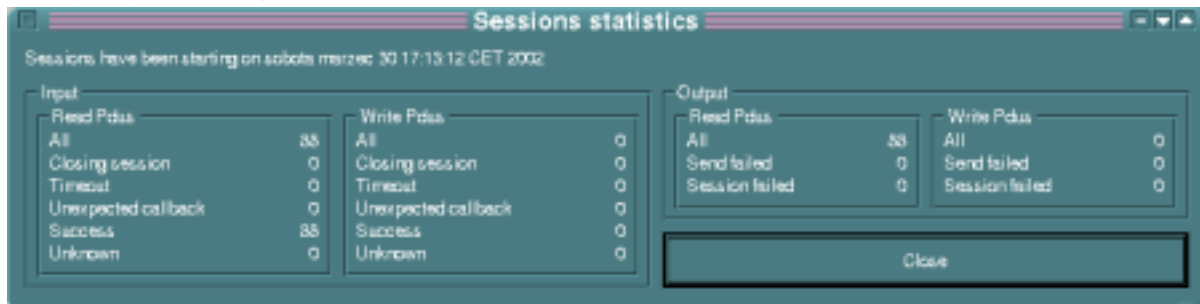 Sessions statistics
Sessions have been starting on sobota marzec 30 17:13:12 CET 2002
Input
Read Pdus
All
Closing session 0
Timeout 0
Unexpected callback 0
Success
Unknown 0
Write Pdus
All 0
Closing session 0
Timeout 0
Unexpected callback 0
Success 0
Unknown 0
Output
Read Pdus
All
Send failed 0
Session failed 0
Write Pdus
All 0
Send failed 0
Session failed 0
Close